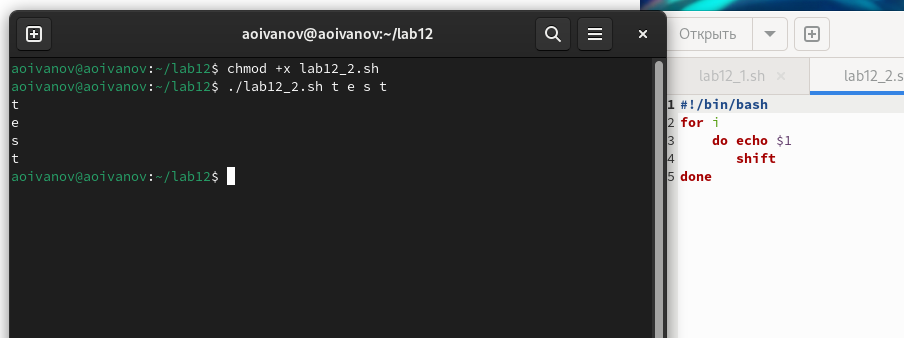 aoivanov@aoivanov:~/lab12
aoivanov@aoivanov:~/lab12$ chmod +x lab12_2.sh
aoivanov@aoivanov:~/lab12$ ./lab12_2.sh t e s t
t
e
s
t
aoivanov@aoivanov:~/lab12$
Открыть
lab12_1.sh
lab12_2.s
1 #!/bin/bash
2 for i
3 do echo $1
4 shift
5 done